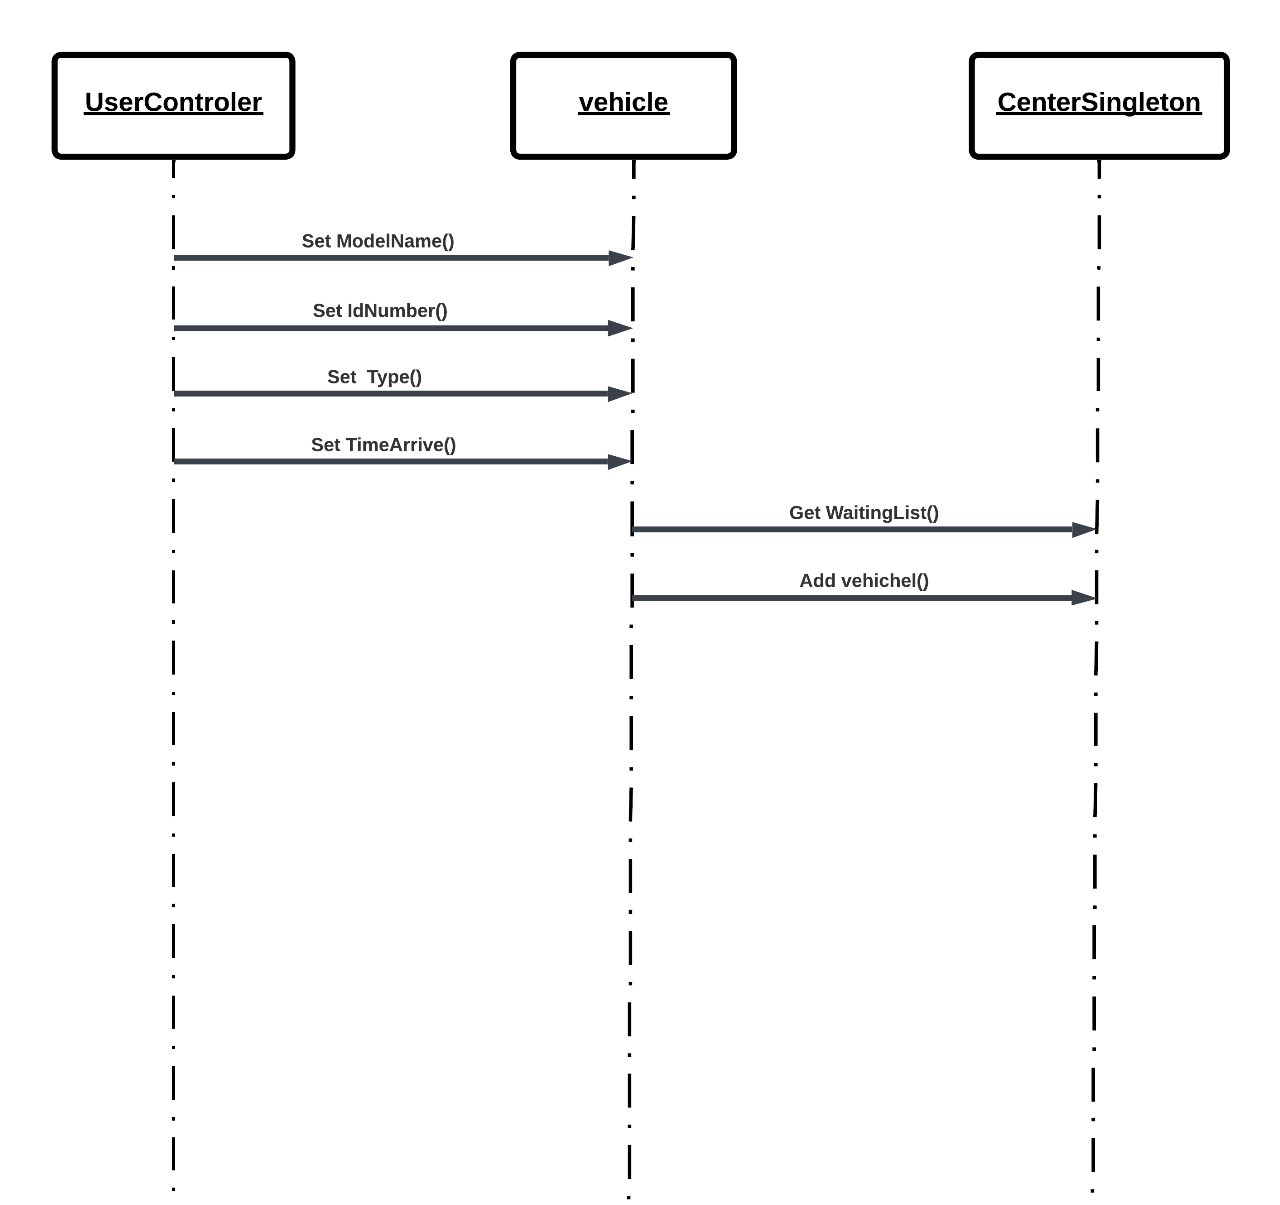 UserControler
vehicle
CenterSingleton
Set ModelName()
Set IdNumber()
Set  Type()
Set TimeArrive()
Get WaitingList()
Add vehichel()